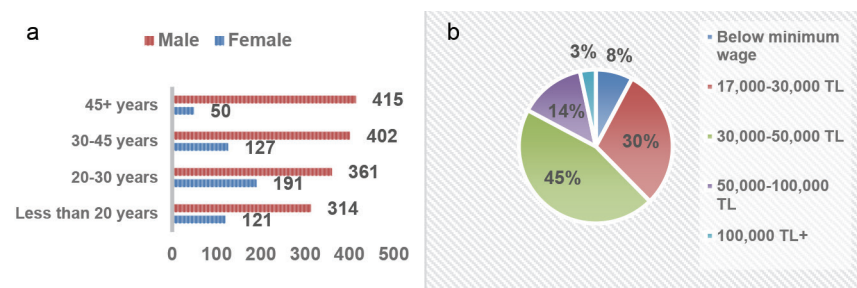 a
Male Female
45+ years
415
50
30-45 years
402
127
20-30 years
361
191
Less than 20 years
314
121
0 100 200 300 400 500
b
3%
8%
14%
30%
45%
Below minimum
wage
17,000-30,000 TL
30,000-50,000 TL
50,000-100,000
TL
100,000 TL+